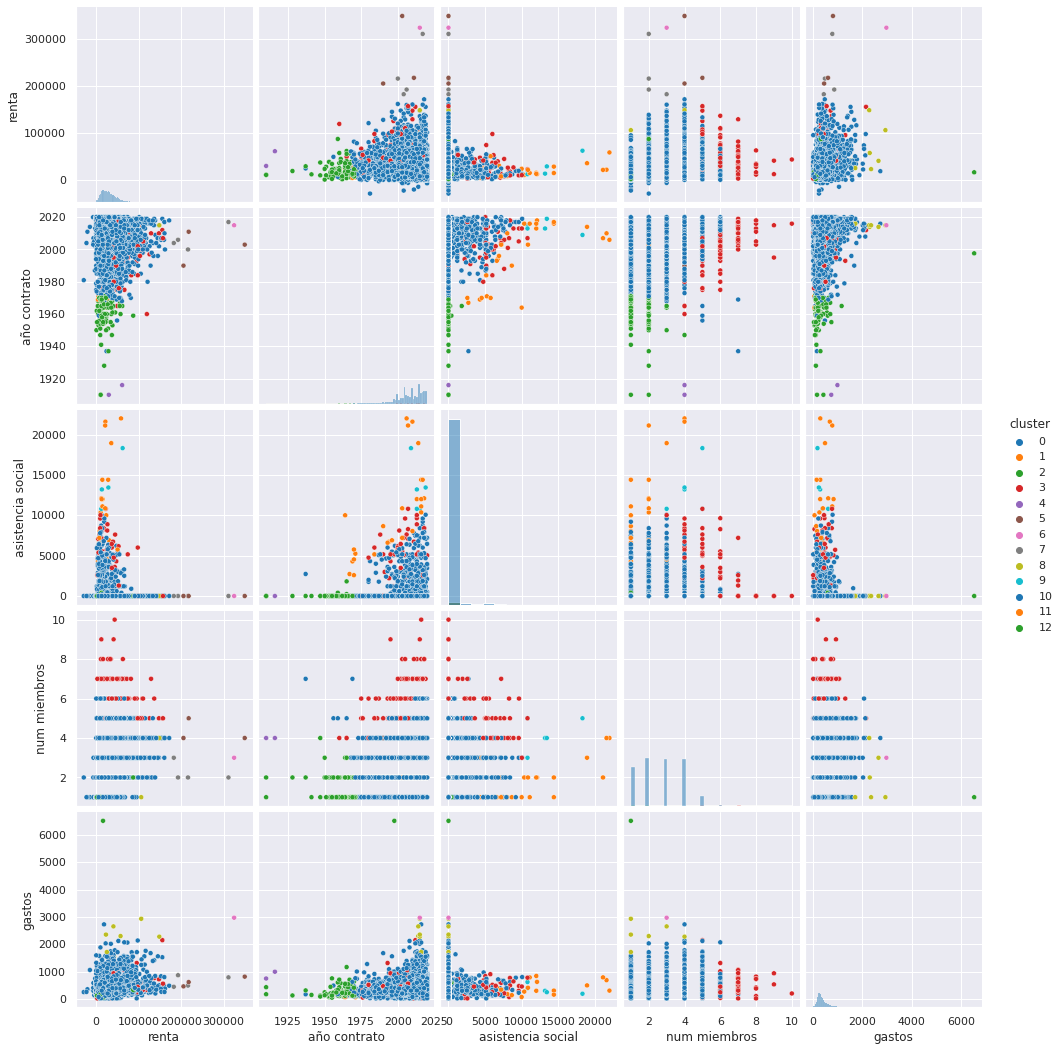 renta
300000
200000
100000
0
año contrato
2020
2000
1980
1960
1940
1920
asistencia social
20000
15000
10000
5000
0
num miembros
10
8
6
4
2
gastos
6000
5000
4000
3000
2000
1000
0
0 100000 200000 300000
renta
1925 1950 1975 2000 2025
año contrato
0 5000 10000 15000 20000
asistencia social
2 4 6 8 10
num miembros
0 2000 4000 6000
gastos
cluster
0
1
2
3
4
5
6
7
8
9
10
11
12